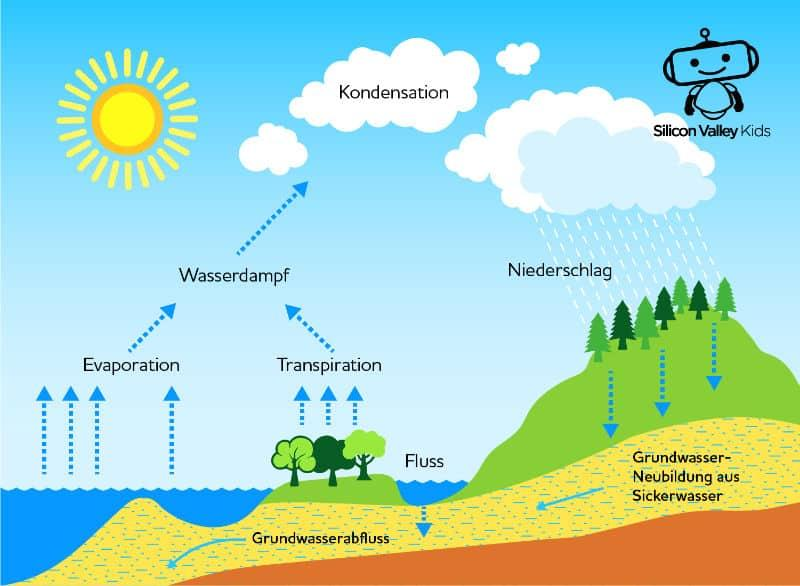 Kondensation
Silicon Valley Kids
Wasserdampf
Niederschlag
Evaporation
Transpiration
Fluss
Grundwasser-
Neubildung aus
Sickerwasser
Grundwasserabfluss